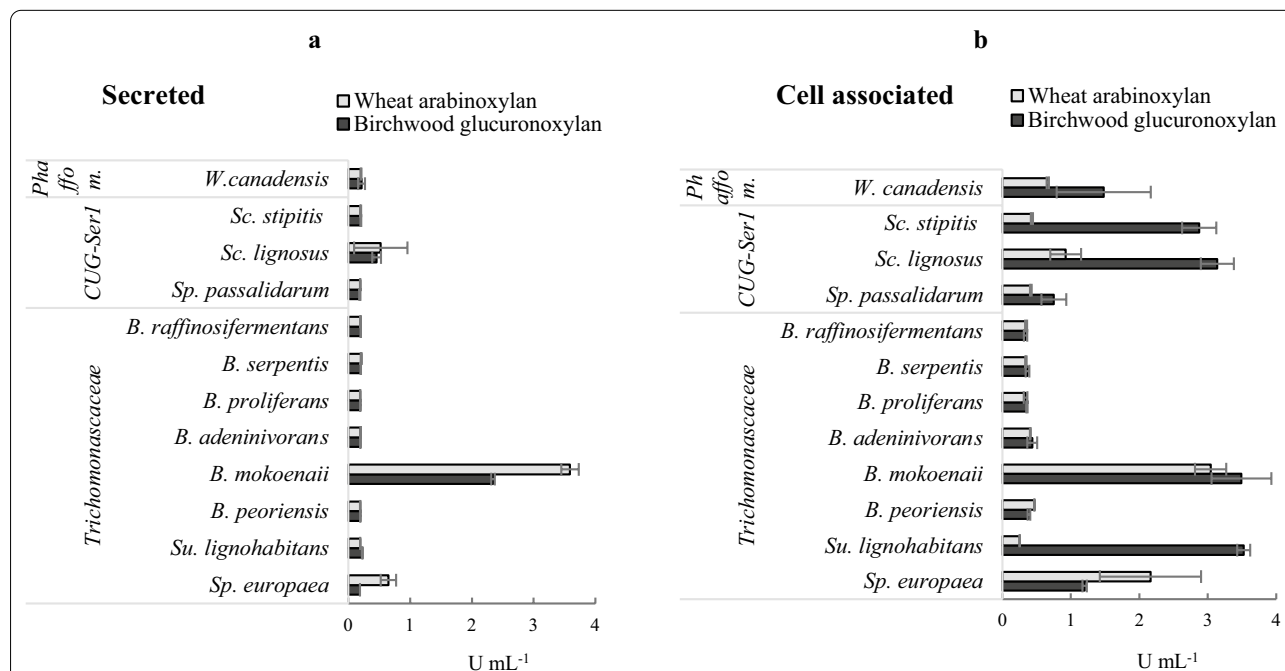 a
Secreted
Wheat arabinoxylan
Birchwood glucuronoxylan
Pha
ffo
m.
W.canadensis
CUG-Ser1
Sc. stipitis
Sc. lignosus
Sp. passalidarum
Trichomonascaceae
B. raffinosifermentans
B. serpentis
B. proliferans
B. adeninivorans
B. mokoenaii
B. peoriensis
Su. lignohabitans
Sp. europaea
0 1 2 3 4
U mL-1
b
Cell associated
Wheat arabinoxylan
Birchwood glucuronoxylan
Ph
affo
m.
W. canadensis
CUG-Ser1
Sc. stipitis
Sc. lignosus
Sp. passalidarum
Trichomonascaceae
B. raffinosifermentans
B. serpentis
B. proliferans
B. adeninivorans
B. mokoenaii
B. peoriensis
Su. lignohabitans
Sp. europaea
0 1 2 3 4
U mL-1